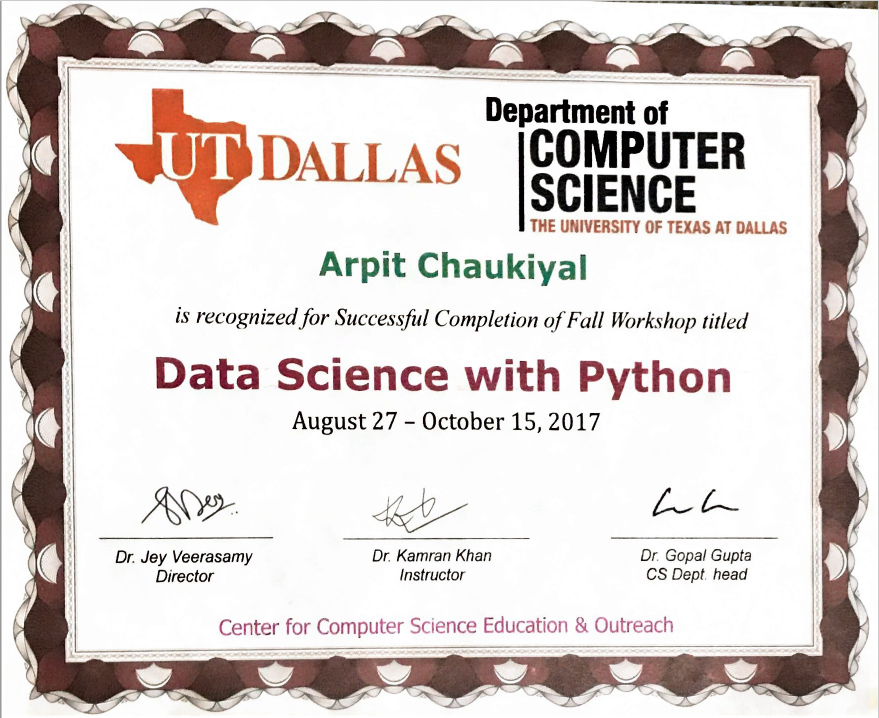 UT DALLAS
Department of
COMPUTER
SCIENCE
THE UNIVERSITY OF TEXAS AT DALLAS
Arpit Chaukiyal
is recognized for Successful Completion of Fall Workshop titled
Data Science with Python
August 27 – October 15, 2017
Dr. Jey Veerasamy
Director
Dr. Kamran Khan
Instructor
Dr. Gopal Gupta
CS Dept. head
Center for Computer Science Education & Outreach